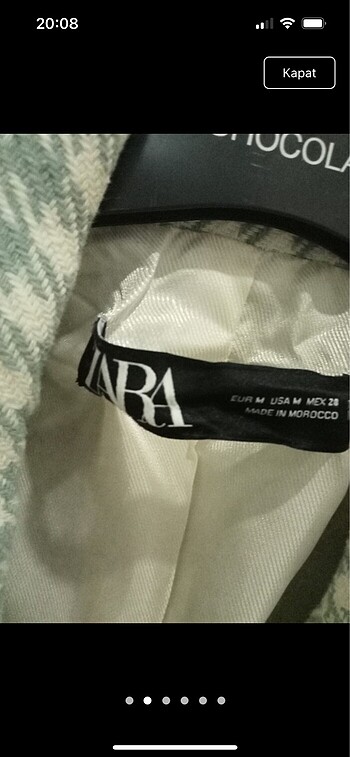 20:08
Kapat
CHOCOLA
ZARA
EUR M USA M MEX 28
MADE IN MOROCCO